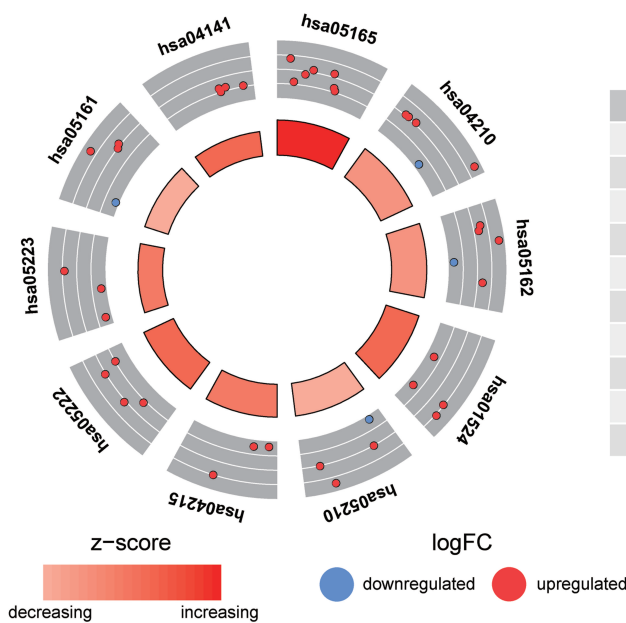 hsa05165
hsa04210
hsa05162
hsa01524
hsa05210
hsa04215
hsa05222
hsa05223
hsa05161
hsa04141
z-score
decreasing
increasing
logFC
downregulated
upregulated